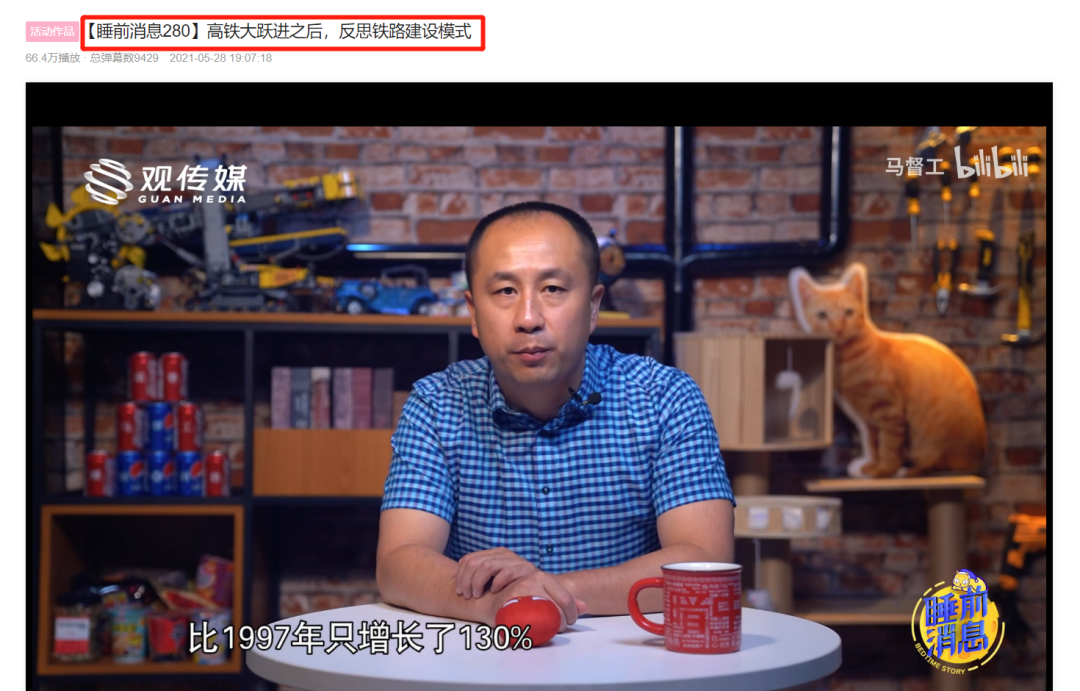 活动作品
【睡前消息280】高铁大跃进之后，反思铁路建设模式
66.4万播放 · 总弹幕数9429 2021-05-28 19:07:18
观传媒
GUAN MEDIA
马督工 bilibili
比1997年只增长了130%
睡前
消息
BEDTIME STORY